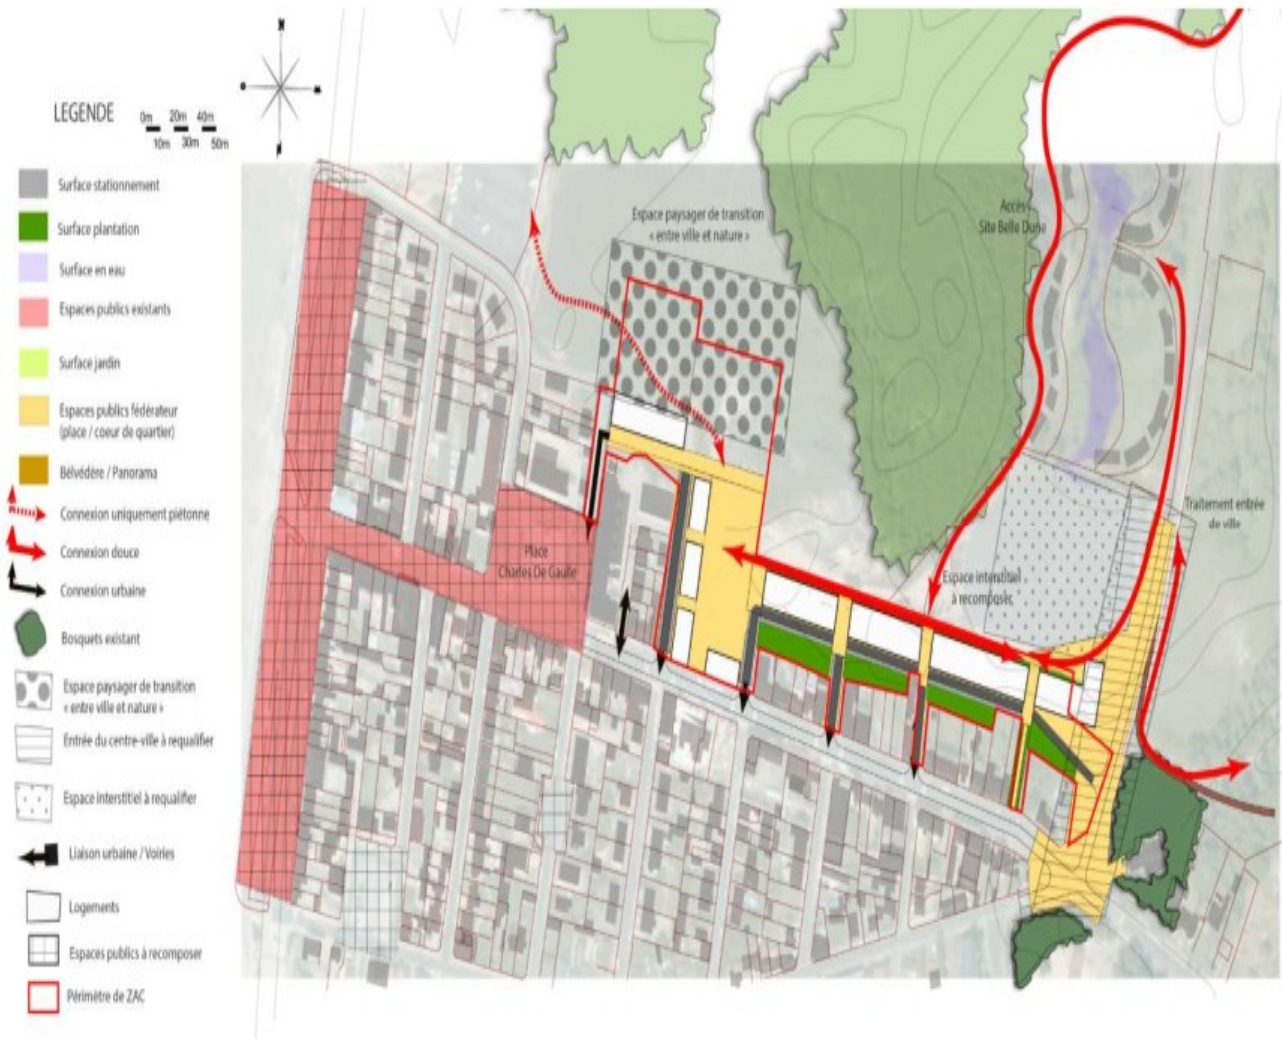 LEGENDE
0m 20m 40m
10m 30m 50m
Surface stationnement
Surface plantation
Surface en eau
Espaces publics existants
Surface jardin
Espaces publics fédérateur
(place / coeur de quartier)
Bélvédère / Panorama
Connexion uniquement piétonne
Connexion douce
Connexion urbaine
Bosquets existant
Espace paysager de transition
« entre ville et nature »
Entrée du centre-ville à requalifier
Espace interstitiel à requalifier
Liaison urbaine / Voiries
Logements
Espaces publics à recomposer
Périmètre de ZAC
Espace paysager de transition
« entre ville et nature »
Accès
Site Belle Dune
Traitement entrée
de ville
Place
Charles De Gaulle
Espace interstitiel
à recomposer